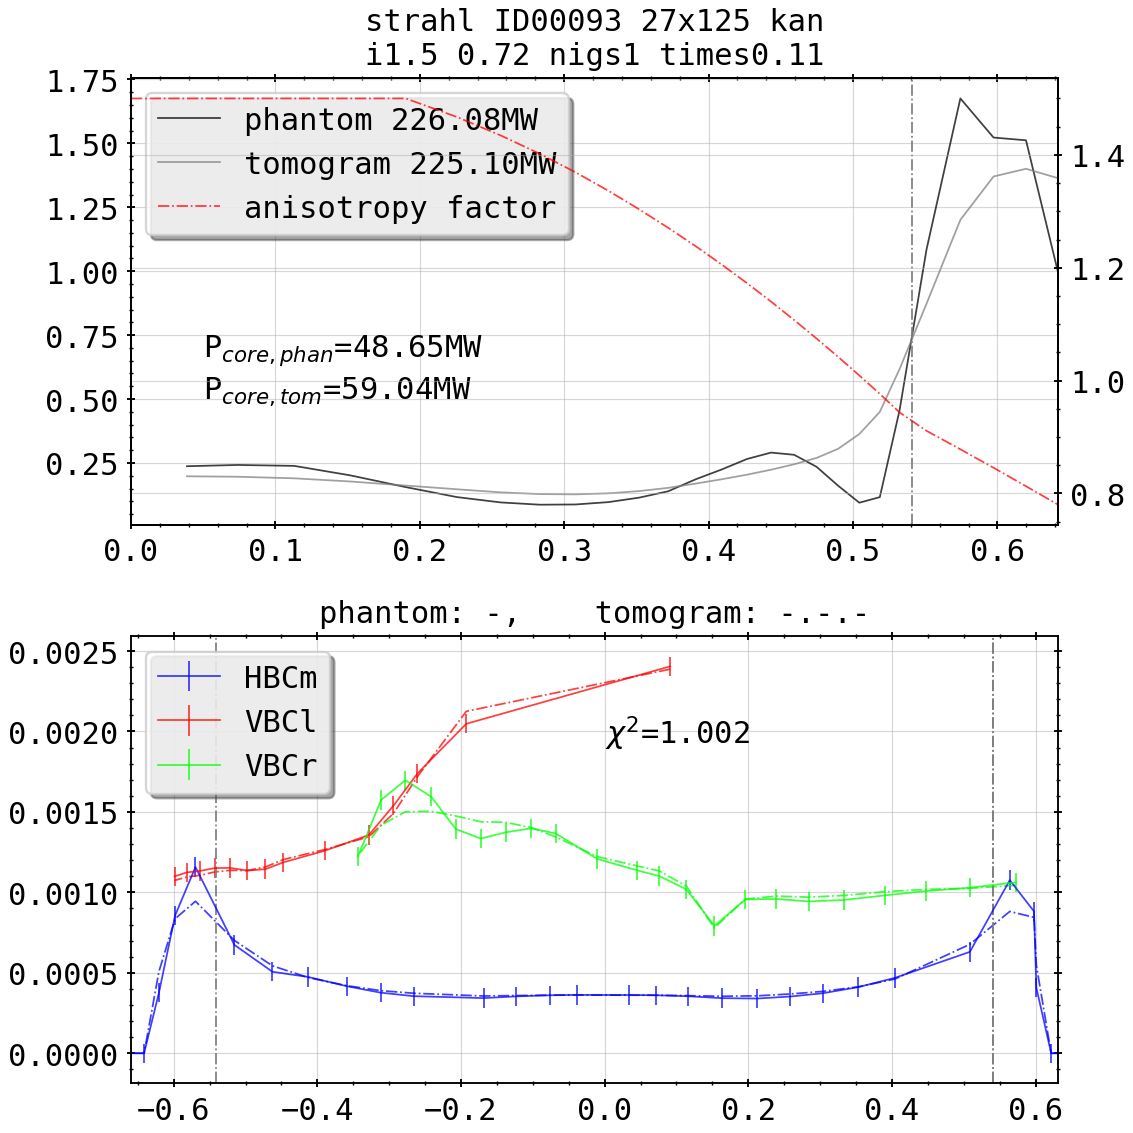 strahl ID00093 27x125 kan
i1.5 0.72 nigs1 times0.11
1.75
1.50
1.25
1.00
0.75
0.50
0.25
phantom 226.08MW
tomogram 225.10MW
anisotropy factor
P_{core,phan}=48.65MW
P_{core,tom}=59.04MW
1.4
1.2
1.0
0.8
0.0 0.1 0.2 0.3 0.4 0.5 0.6
phantom: -, tomogram: -.-.-
0.0025
0.0020
0.0015
0.0010
0.0005
0.0000
HBCm
VBCl
VBCr
χ²=1.002
−0.6 −0.4 −0.2 0.0 0.2 0.4 0.6